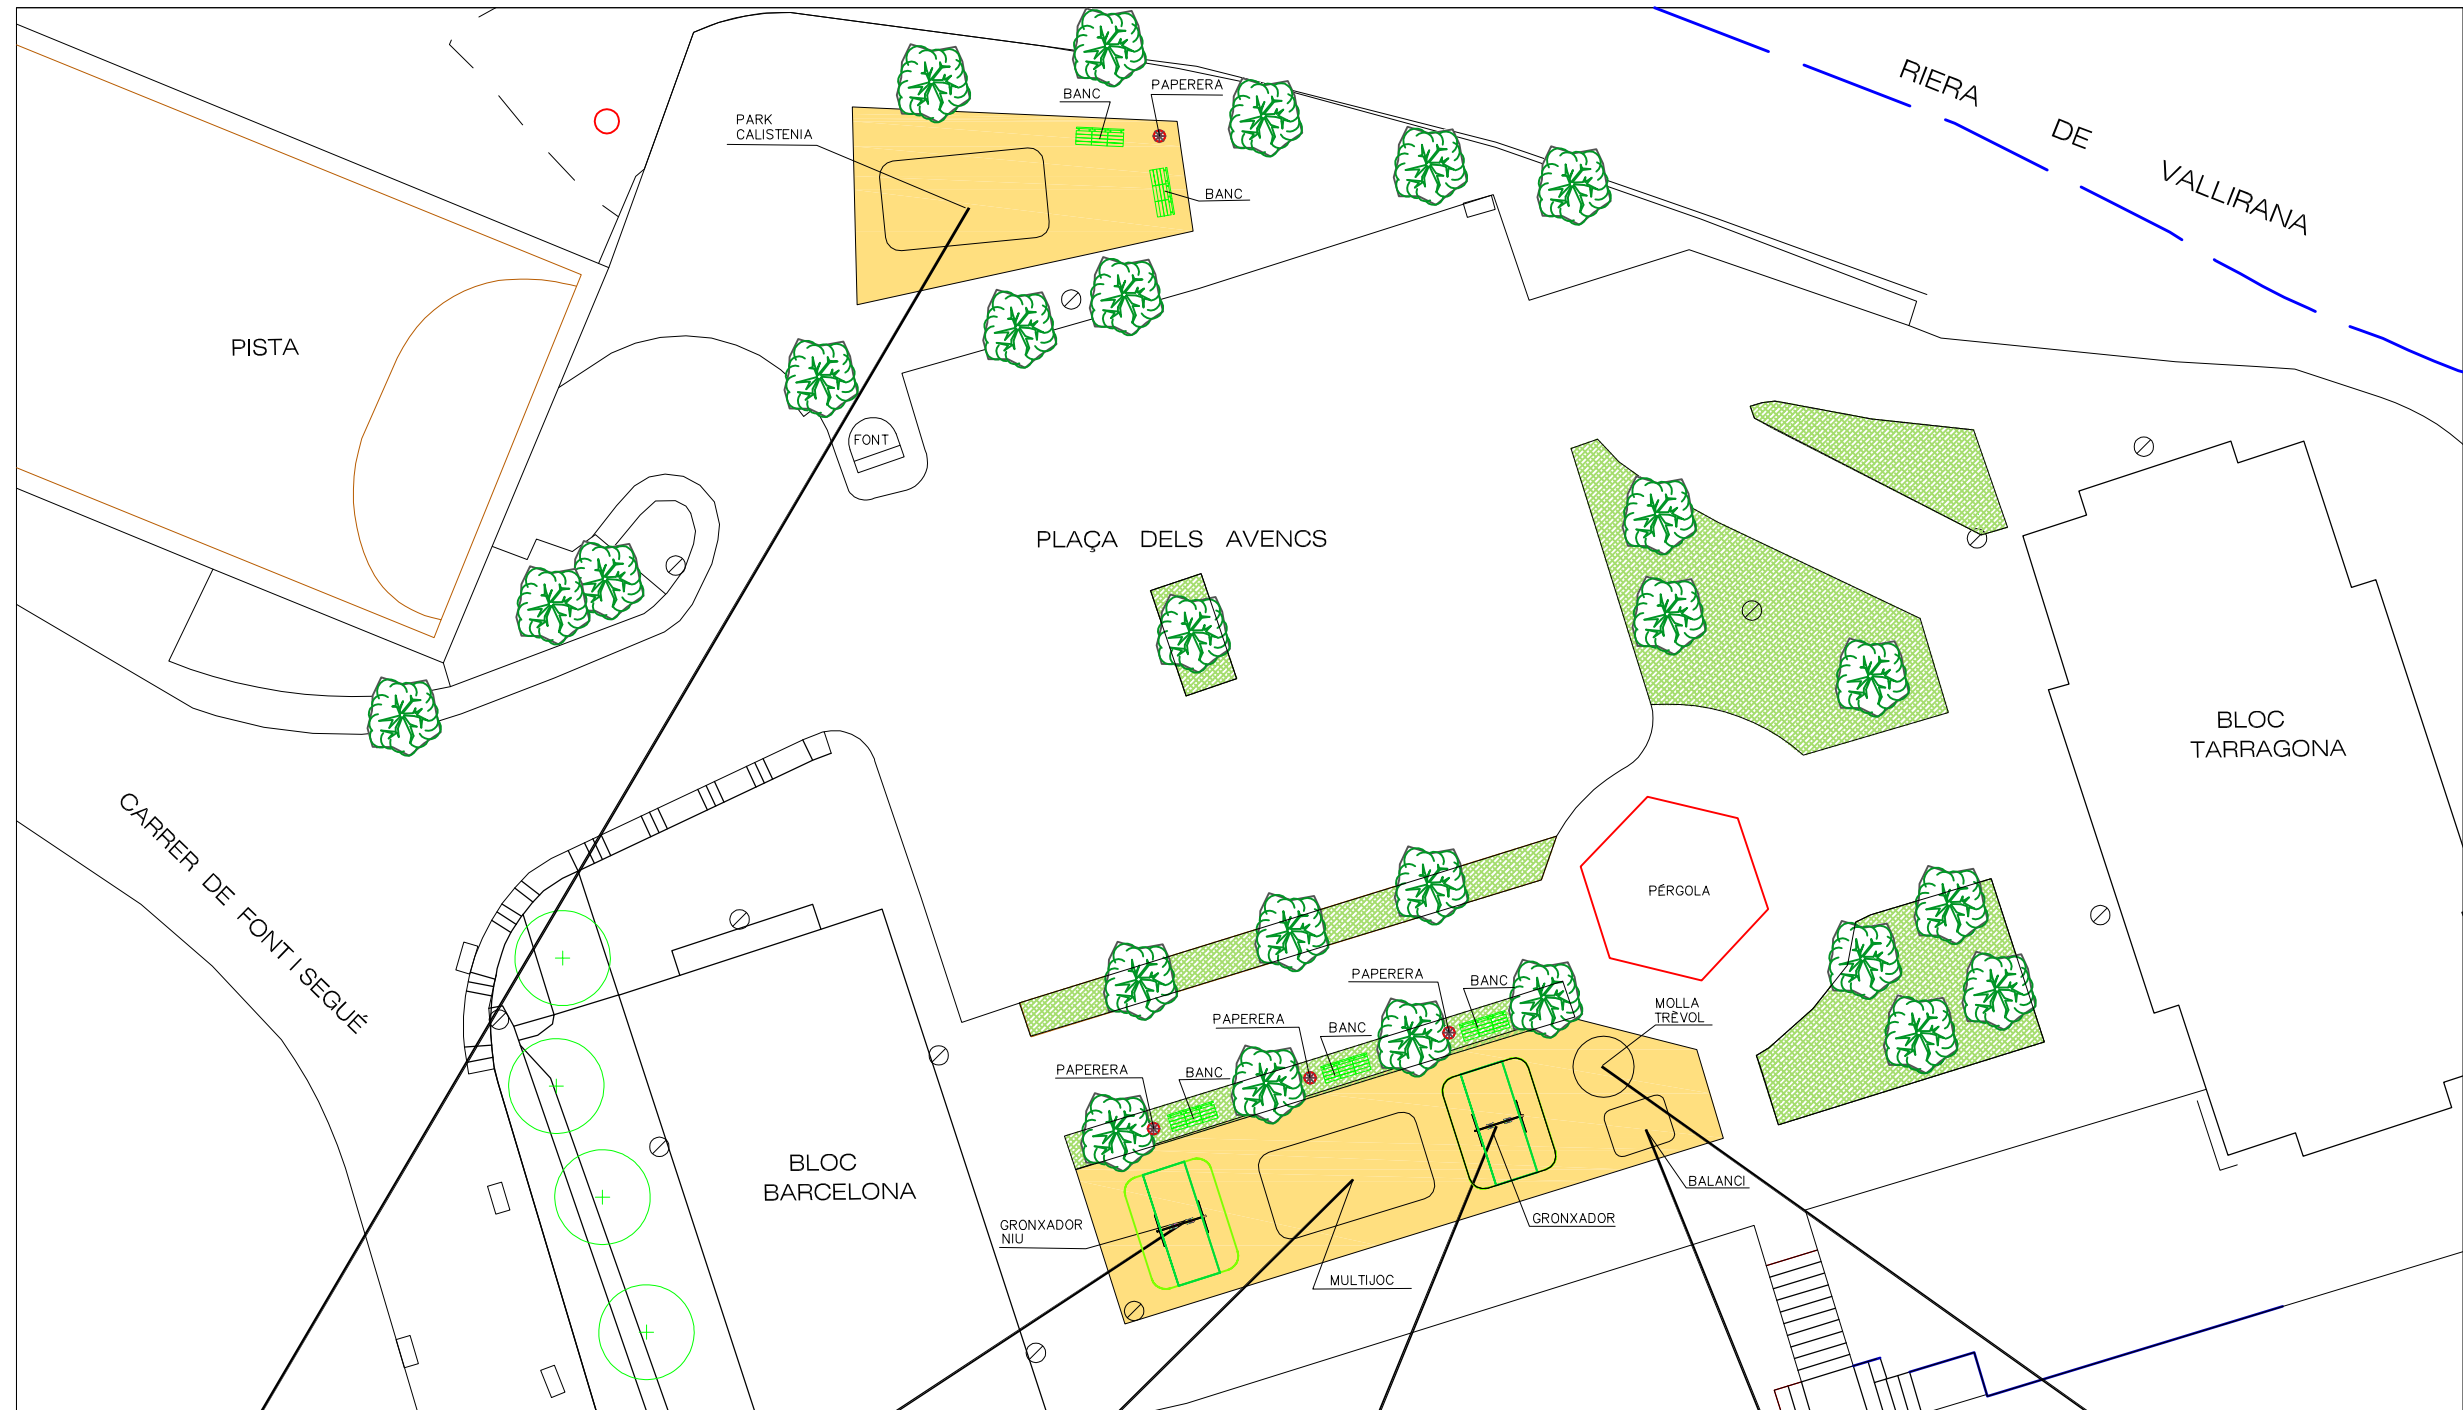 RIERA DE VALLIRANA
BANC
PAPERERA
PARK
CALISTENIA
BANC
PISTA
FONT
PLAÇA DELS AVENCS
BLOC
TARRAGONA
CARRER DE FONT I SEGUÉ
PÉRGOLA
PAPERERA
BANC
MOLLA
TRÈVOL
PAPERERA
BANC
PAPERERA
BANC
BLOC
BARCELONA
BALANCI
GRONXADOR
NIU
GRONXADOR
MULTIJOC